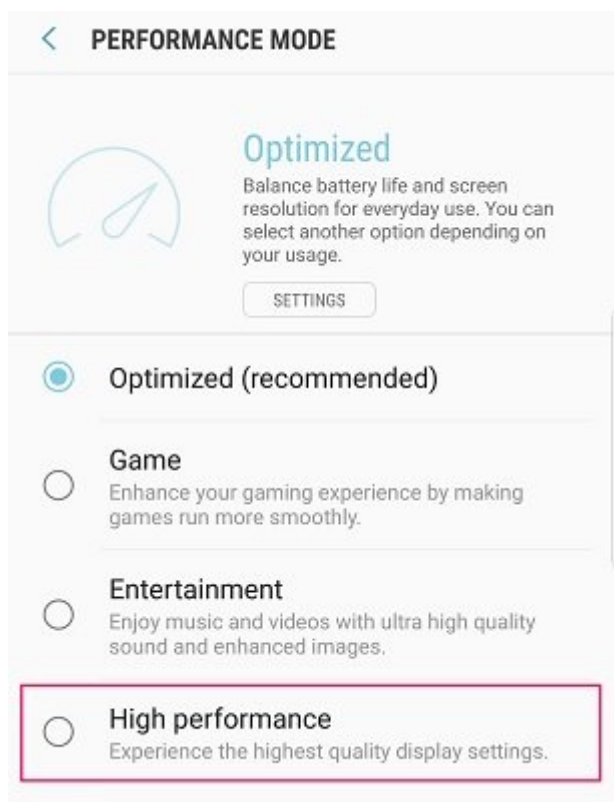 PERFORMANCE MODE
Optimized
Balance battery life and screen
resolution for everyday use. You can
select another option depending on
your usage.
SETTINGS
Optimized (recommended)
Game
Enhance your gaming experience by making
games run more smoothly.
Entertainment
Enjoy music and videos with ultra high quality
sound and enhanced images.
High performance
Experience the highest quality display settings.